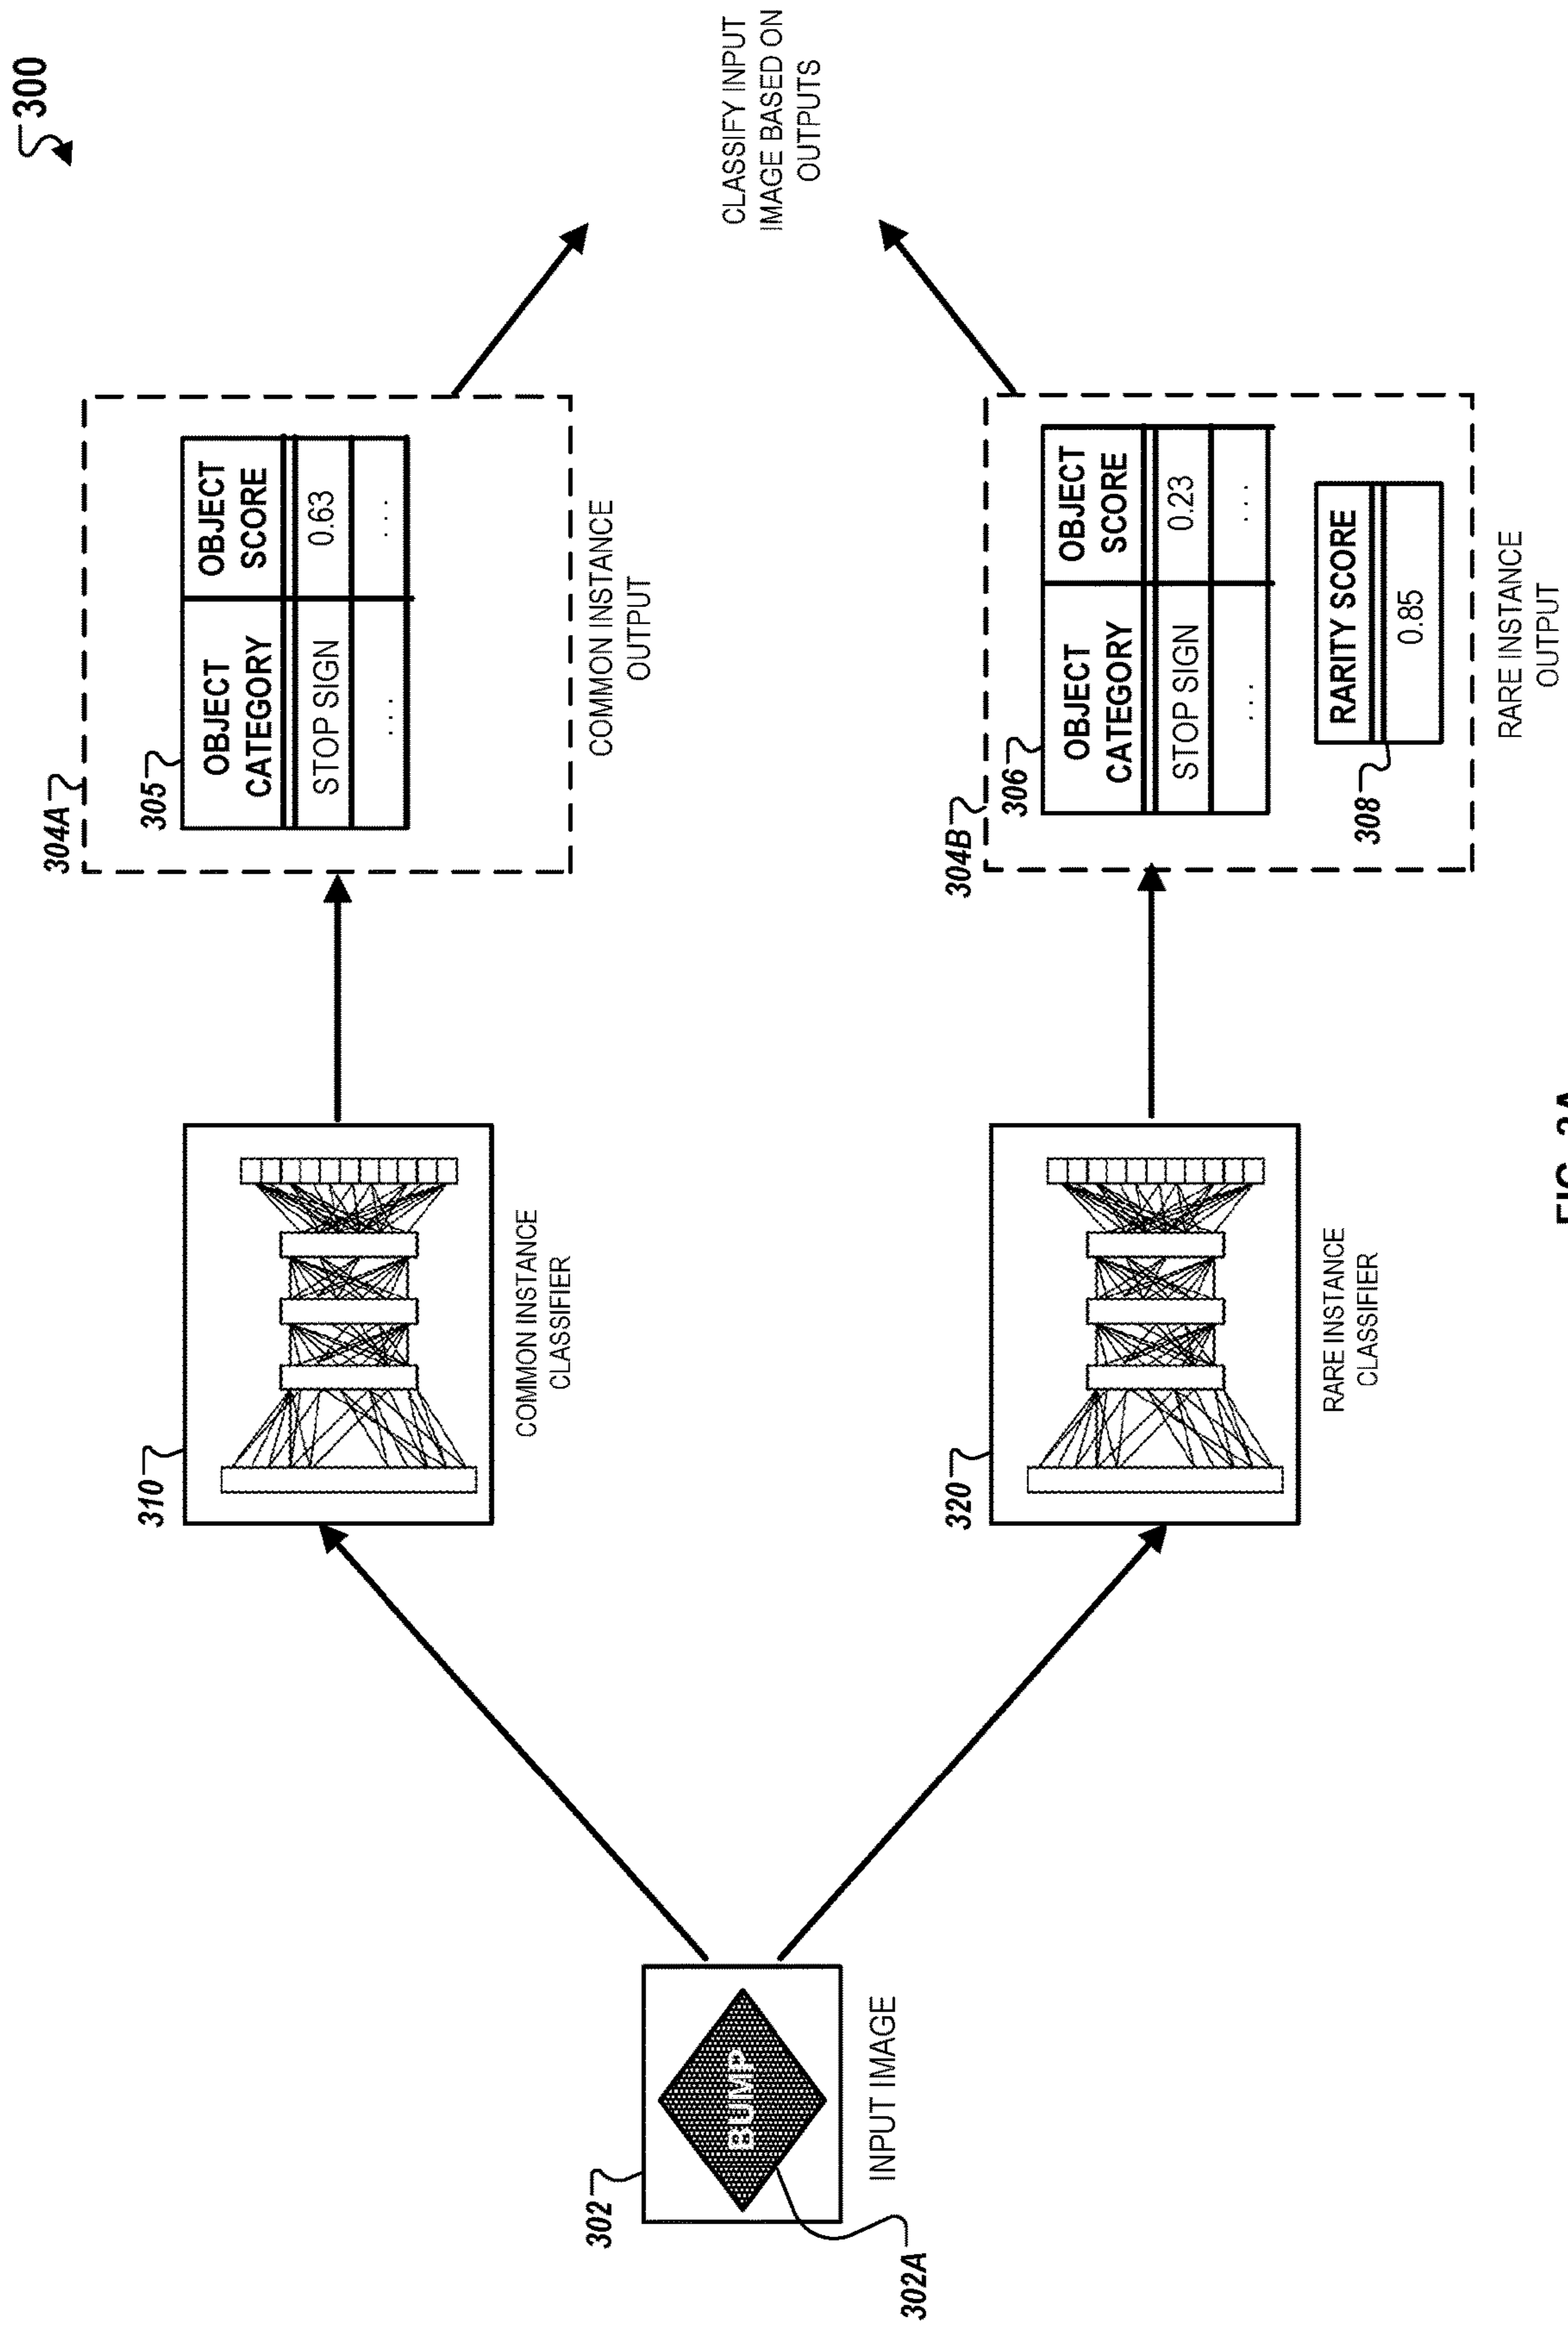 300
302
BUMP
302A
INPUT IMAGE
310
COMMON INSTANCE
CLASSIFIER
320
RARE INSTANCE
CLASSIFIER
304A
305
OBJECT
CATEGORY
OBJECT
SCORE
STOP SIGN
0.63
...
...
COMMON INSTANCE
OUTPUT
304B
306
OBJECT
CATEGORY
OBJECT
SCORE
STOP SIGN
0.23
...
...
308
RARITY SCORE
0.85
RARE INSTANCE
OUTPUT
CLASSIFY INPUT
IMAGE BASED ON
OUTPUTS
FIG.